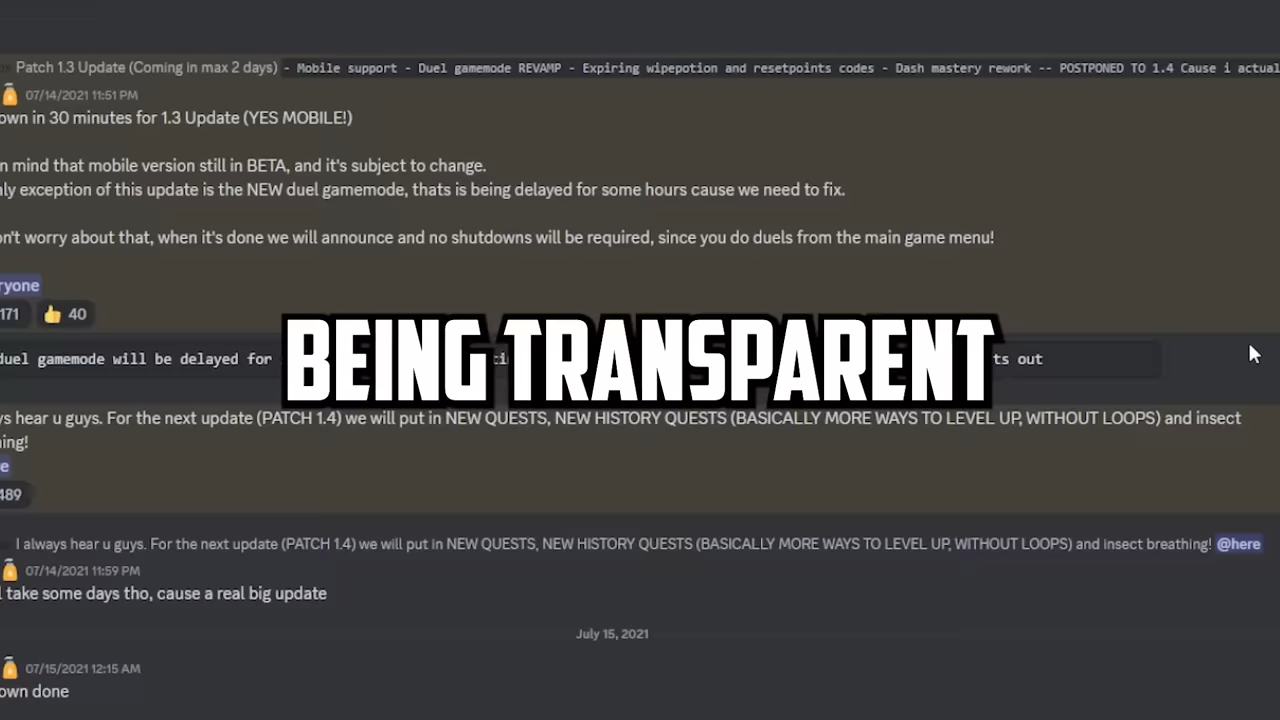 Patch 1.3 Update (Coming in max 2 days) - Mobile support - Duel gamemode REVAMP - Expiring wipepotion and resetpoints codes - Dash mastery rework -- POSTPONED TO 1.4 Cause i actual
07/14/2021 11:51 PM
own in 30 minutes for 1.3 Update (YES MOBILE!)
n mind that mobile version still in BETA, and it's subject to change.
nly exception of this update is the NEW duel gamemode, thats is being delayed for some hours cause we need to fix.
on't worry about that, when it's done we will announce and no shutdowns will be required, since you do duels from the main game menu!
ryone
171 40
duel gamemode will be delayed for
ts out
BEING TRANSPARENT
ys hear u guys. For the next update (PATCH 1.4) we will put in NEW QUESTS, NEW HISTORY QUESTS (BASICALLY MORE WAYS TO LEVEL UP, WITHOUT LOOPS) and insect
ing!
e
489
I always hear u guys. For the next update (PATCH 1.4) we will put in NEW QUESTS, NEW HISTORY QUESTS (BASICALLY MORE WAYS TO LEVEL UP, WITHOUT LOOPS) and insect breathing! @here
07/14/2021 11:59 PM
l take some days tho, cause a real big update
July 15, 2021
07/15/2021 12:15 AM
own done